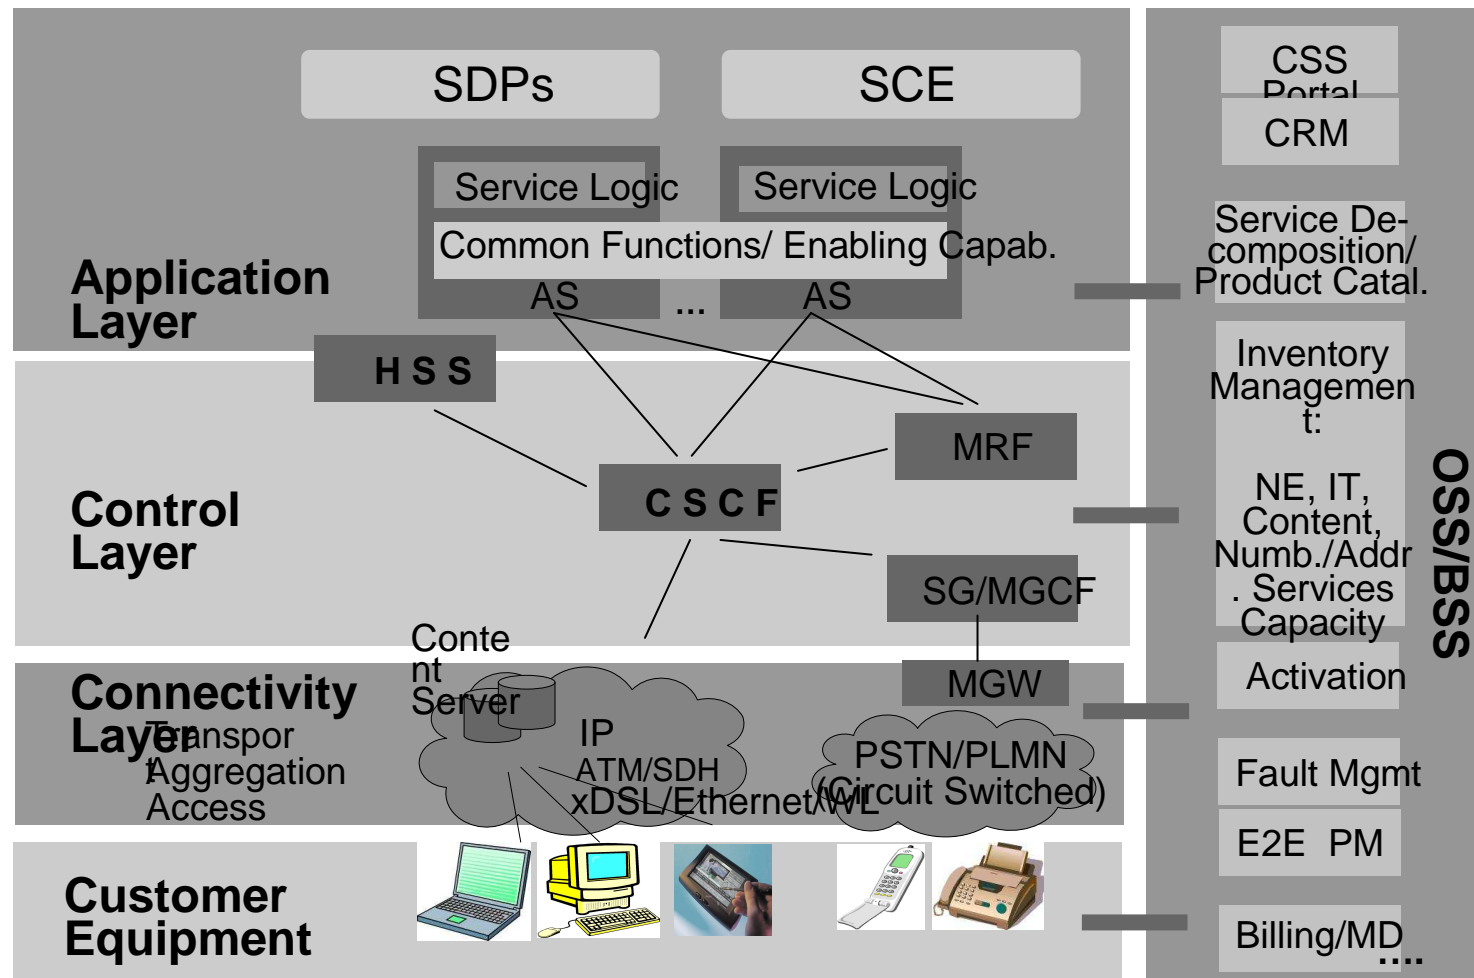 SDPs
SCE
Service Logic
Service Logic
Common Functions/ Enabling Capab.
AS
...
AS
Application
Layer
H S S
MRF
C S C F
Control
Layer
SG/MGCF
Conte
nt
Server
MGW
Connectivity
Layer
Transpor
t
Aggregation
Access
IP
ATM/SDH
xDSL/Ethernet/WL
PSTN/PLMN
(Circuit Switched)
Customer
Equipment
CSS
Portal
CRM
Service De-
composition/
Product Catal.
Inventory
Managemen
t:
NE, IT,
Content,
Numb./Addr
. Services
Capacity
Activation
Fault Mgmt
E2E PM
Billing/MD
....
OSS/BSS